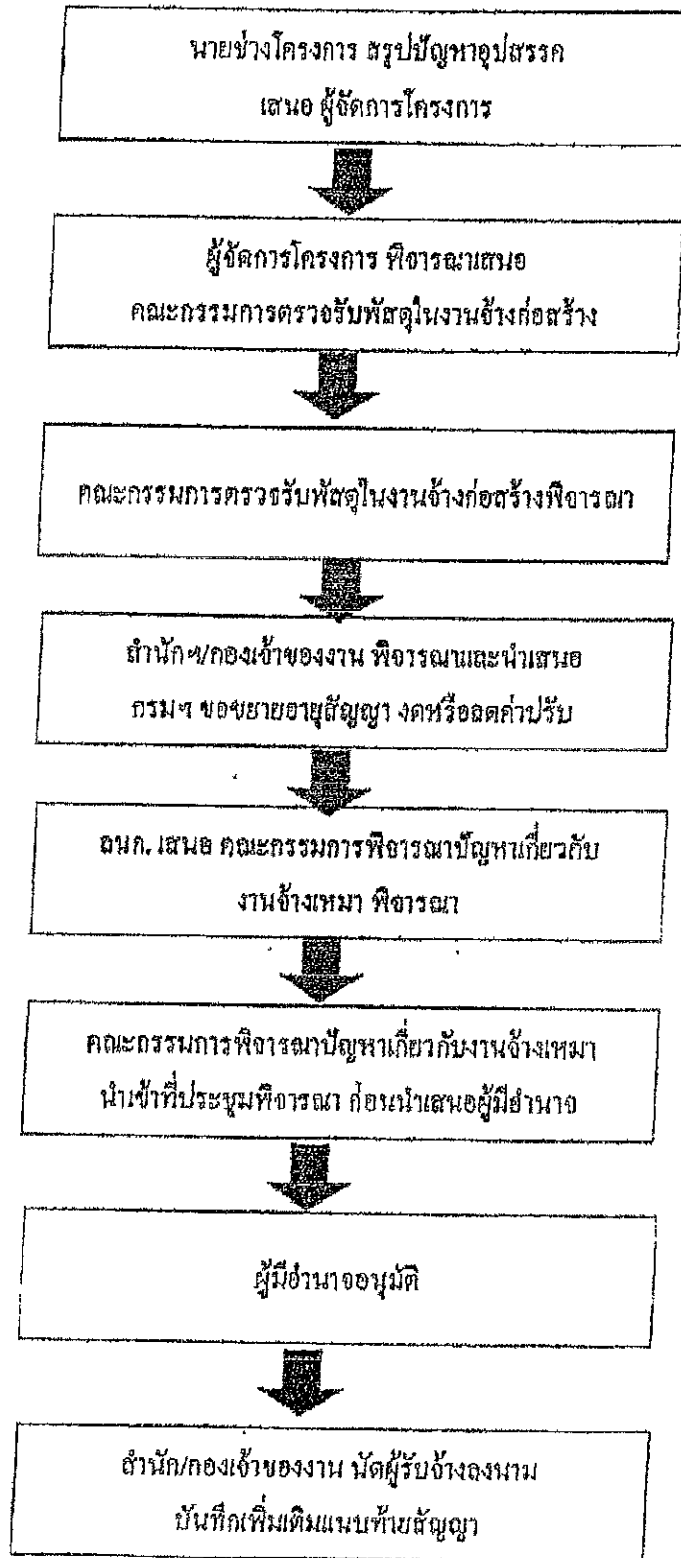 นายช่างโครงการ สรุปปัญหาอุปสรรค
เสนอ ผู้จัดการโครงการ
ผู้จัดการโครงการ พิจารณาเสนอ
คณะกรรมการตรวจรับพัสดุในงานจ้างก่อสร้าง
คณะกรรมการตรวจรับพัสดุในงานจ้างก่อสร้างพิจารณา
สำนักฯ/กองเจ้าของงาน พิจารณาและนำเสนอ
กรมฯ ขอขยายอายุสัญญา งดหรือลดค่าปรับ
ลนก. เสนอ คณะกรรมการพิจารณาปัญหาเกี่ยวกับ
งานจ้างเหมา พิจารณา
คณะกรรมการพิจารณาปัญหาเกี่ยวกับงานจ้างเหมา
นำเข้าที่ประชุมพิจารณา ก่อนนำเสนอผู้มีอำนาจ
ผู้มีอำนาจอนุมัติ
สำนัก/กองเจ้าของงาน นัดผู้รับจ้างลงนาม
บันทึกเพิ่มเติมแนบท้ายสัญญา